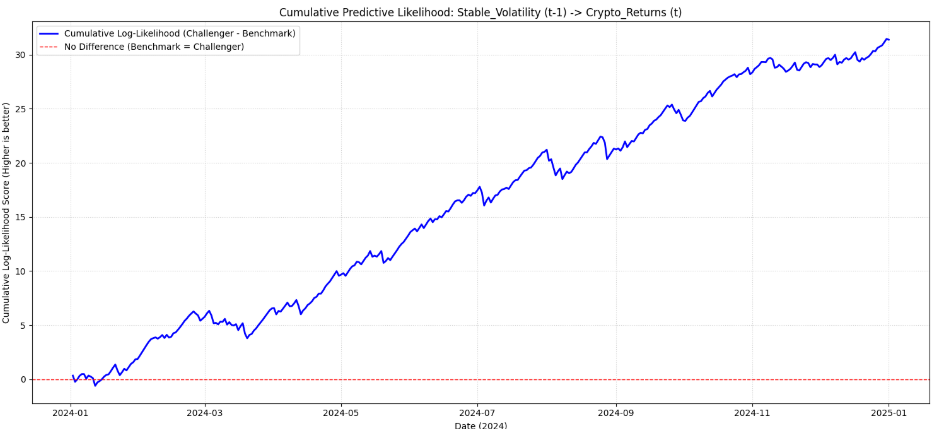 Cumulative Predictive Likelihood: Stable_Volatility (t-1) -> Crypto_Returns (t)
Cumulative Log-Likelihood (Challenger - Benchmark)
No Difference (Benchmark = Challenger)
Cumulative Log-Likelihood Score (Higher is better)
30
25
20
15
10
5
0
2024-01
2024-03
2024-05
2024-07
2024-09
2024-11
2025-01
Date (2024)